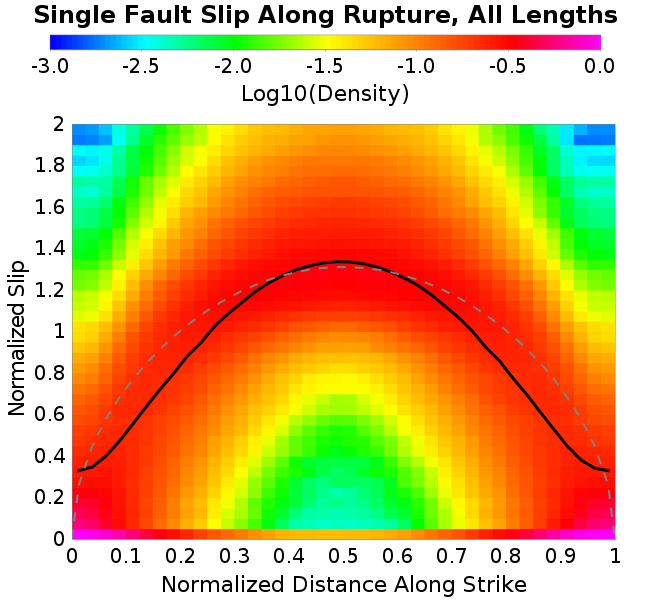 Single Fault Slip Along Rupture, All Lengths
-3.0 -2.5 -2.0 -1.5 -1.0 -0.5 0.0
Log10(Density)
2
1.8
1.6
1.4
1.2
1
0.8
0.6
0.4
0.2
0
Normalized Slip
0 0.1 0.2 0.3 0.4 0.5 0.6 0.7 0.8 0.9 1
Normalized Distance Along Strike